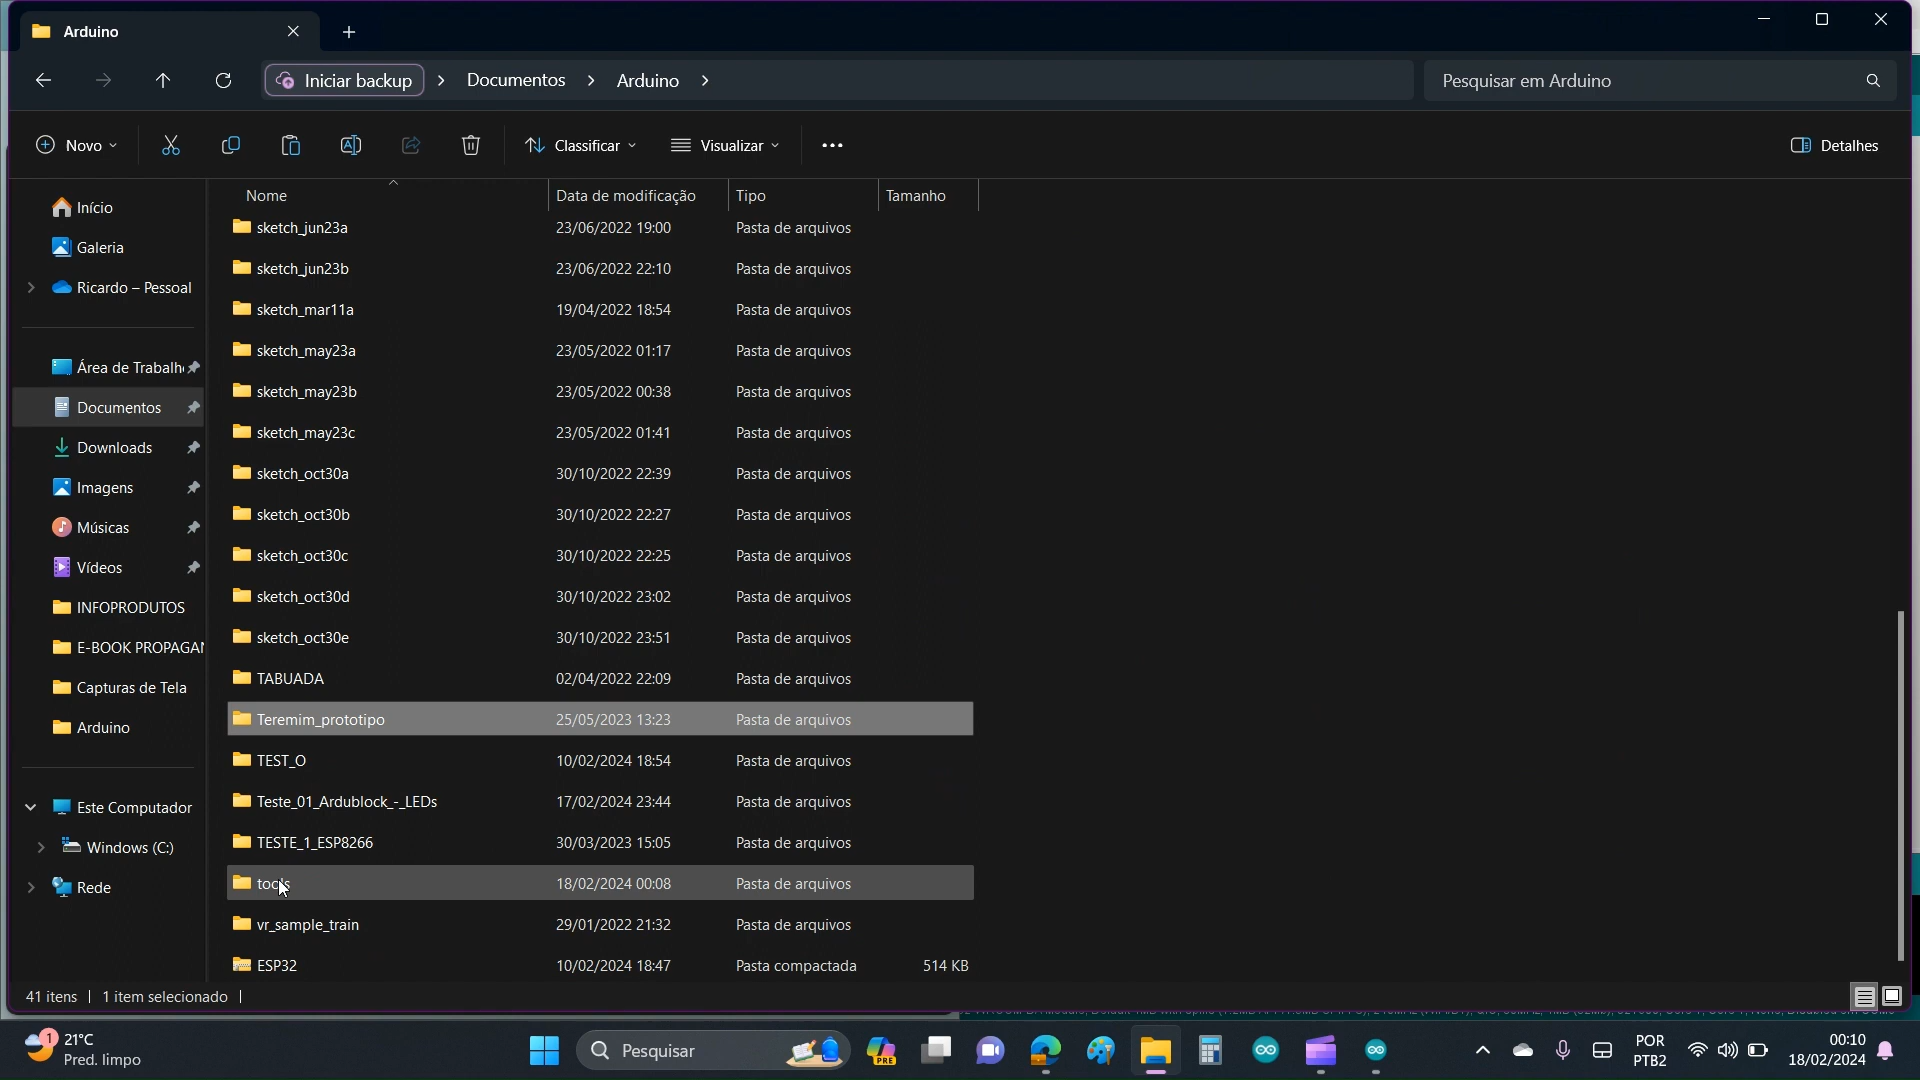 Arduino
Iniciar backup > Documentos > Arduino >
Pesquisar em Arduino
Novo
Classificar
Visualizar
Detalhes
Nome Data de modificação Tipo Tamanho
Início
Galeria
Ricardo – Pessoal
Área de Trabalh
Documentos
Downloads
Imagens
Músicas
Vídeos
INFOPRODUTOS
E-BOOK PROPAGAN
Capturas de Tela
Arduino
Este Computador
Windows (C:)
Rede
sketch_jun23a 23/06/2022 19:00 Pasta de arquivos
sketch_jun23b 23/06/2022 22:10 Pasta de arquivos
sketch_mar11a 19/04/2022 18:54 Pasta de arquivos
sketch_may23a 23/05/2022 01:17 Pasta de arquivos
sketch_may23b 23/05/2022 00:38 Pasta de arquivos
sketch_may23c 23/05/2022 01:41 Pasta de arquivos
sketch_oct30a 30/10/2022 22:39 Pasta de arquivos
sketch_oct30b 30/10/2022 22:27 Pasta de arquivos
sketch_oct30c 30/10/2022 22:25 Pasta de arquivos
sketch_oct30d 30/10/2022 23:02 Pasta de arquivos
sketch_oct30e 30/10/2022 23:51 Pasta de arquivos
TABUADA 02/04/2022 22:09 Pasta de arquivos
Teremim_prototipo 25/05/2023 13:23 Pasta de arquivos
TEST_O 10/02/2024 18:54 Pasta de arquivos
Teste_01_Ardublock_-_LEDs 17/02/2024 23:44 Pasta de arquivos
TESTE_1_ESP8266 30/03/2023 15:05 Pasta de arquivos
tools 18/02/2024 00:08 Pasta de arquivos
vr_sample_train 29/01/2022 21:32 Pasta de arquivos
ESP32 10/02/2024 18:47 Pasta compactada 514 KB
41 itens | 1 item selecionado |
1
21°C
Pred. limpo
Pesquisar
PRE
POR
PTB2
00:10
18/02/2024